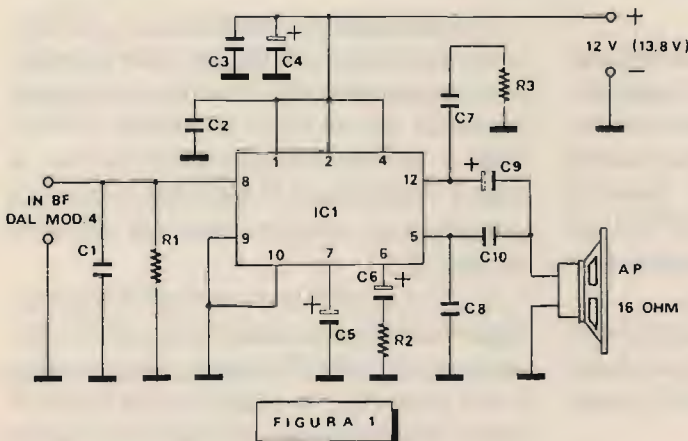 +
12 V (13.8 V)
−
C3
+
C4
R3
C2
C7
1
2
4
+
C9
8
12
IN BF
DAL MOD. 4
IC1
9
5
C1
R1
C10
AP
10
7
6
C6
+
16 OHM
+
C8
C5
R2
FIGURA 1